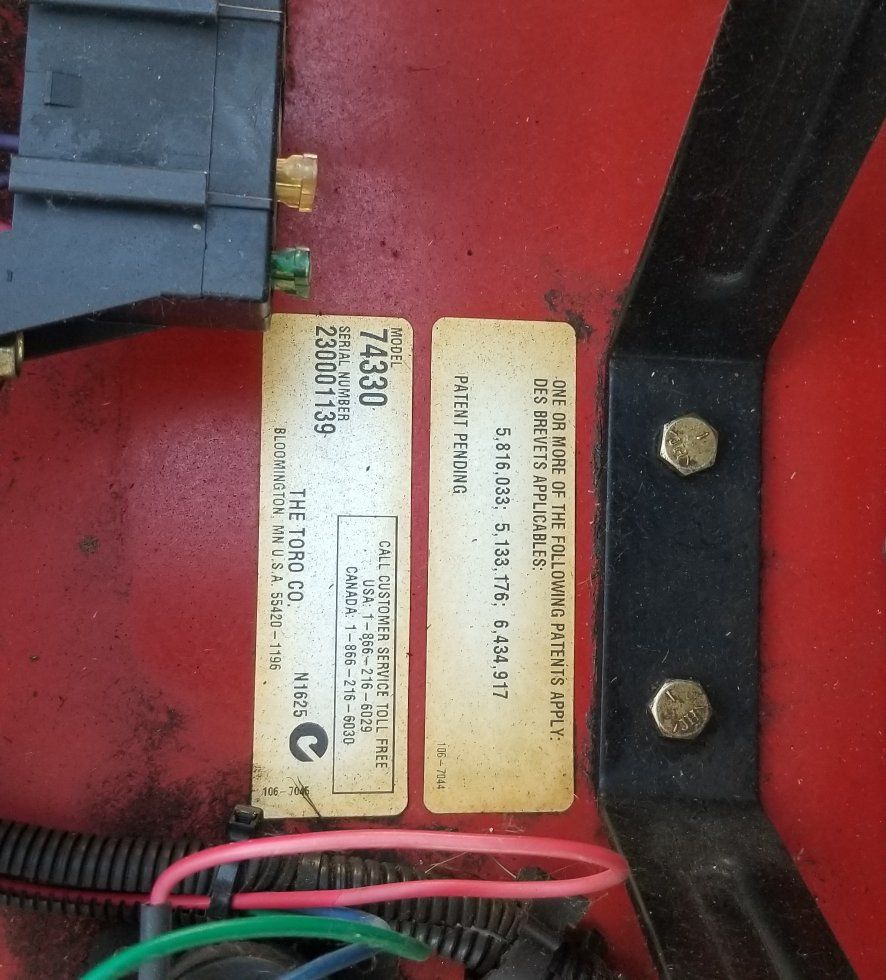 MODEL
74330
SERIAL NUMBER
230001139
CALL CUSTOMER SERVICE TOLL FREE
USA: 1-866-216-6029
CANADA: 1-866-216-6030
THE TORO CO.
BLOOMINGTON, MN U.S.A. 55420-1196
N1625
106-7045
ONE OR MORE OF THE FOLLOWING PATENTS APPLY:
DES BREVETS APPLICABLES:
5,816,033; 5,133,176; 6,434,917
PATENT PENDING
106-7044